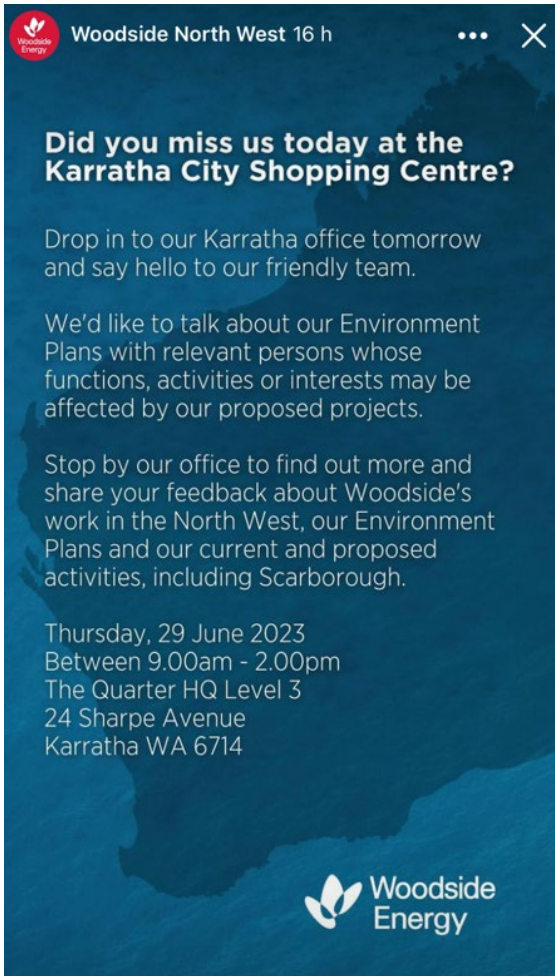 Woodside
Energy
Woodside North West 16 h
Did you miss us today at the
Karratha City Shopping Centre?
Drop in to our Karratha office tomorrow
and say hello to our friendly team.
We'd like to talk about our Environment
Plans with relevant persons whose
functions, activities or interests may be
affected by our proposed projects.
Stop by our office to find out more and
share your feedback about Woodside's
work in the North West, our Environment
Plans and our current and proposed
activities, including Scarborough.
Thursday, 29 June 2023
Between 9.00am - 2.00pm
The Quarter HQ Level 3
24 Sharpe Avenue
Karratha WA 6714
Woodside
Energy